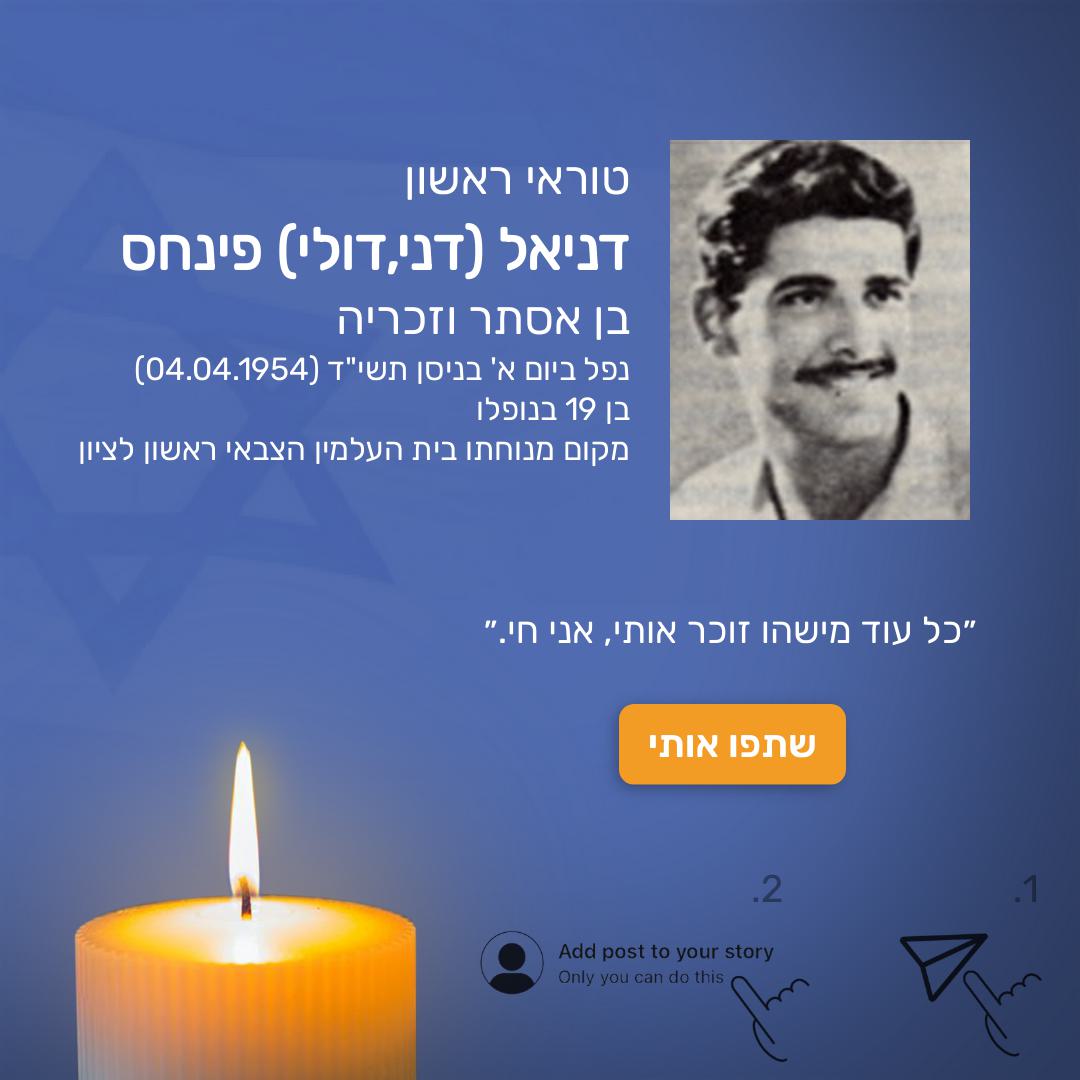 טוראי ראשון
דניאל (דני,דולי) פינחס
בן אסתר וזכריה
נפל ביום א' בניסן תשי"ד (04.04.1954)
בן 19 בנופלו
מקום מנוחתו בית העלמין הצבאי ראשון לציון
״כל עוד מישהו זוכר אותי, אני חי.״
שתפו אותי
1.
2.
Add post to your story
Only you can do this